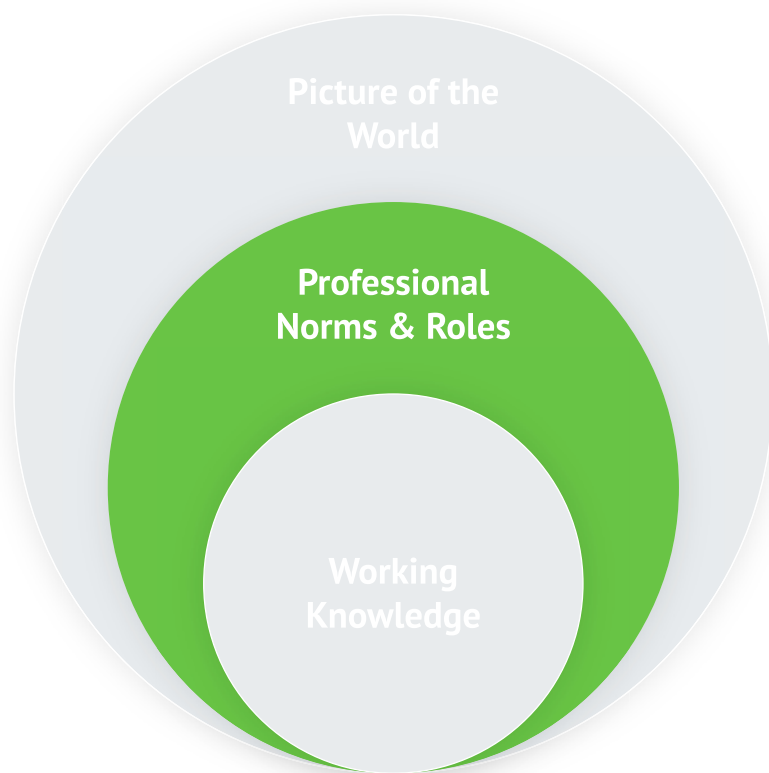 Picture of the
World
Professional
Norms & Roles
Working
Knowledge